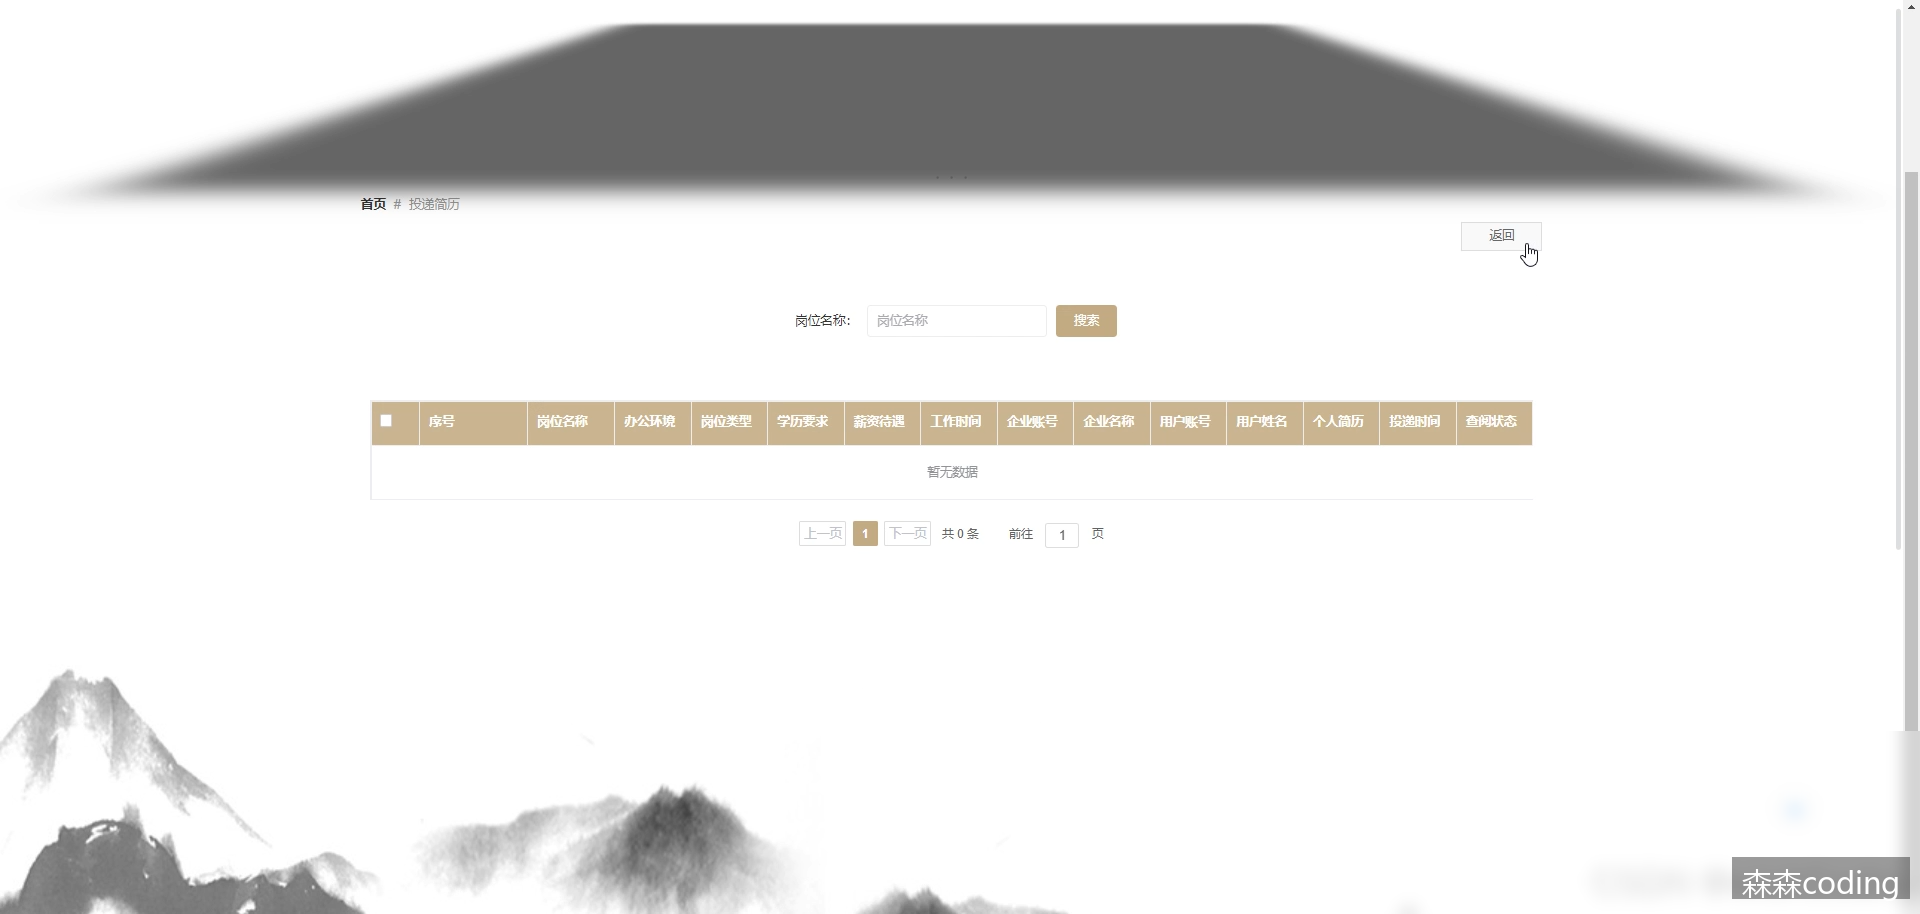 首页 # 投递简历
返回
岗位名称： 岗位名称 搜索
序号 岗位名称 办公环境 岗位类型 学历要求 薪资待遇 工作时间 企业账号 企业名称 用户账号 用户姓名 个人简历 投递时间 查阅状态
暂无数据
上一页 1 下一页 共 0 条 前往 1 页
森森coding